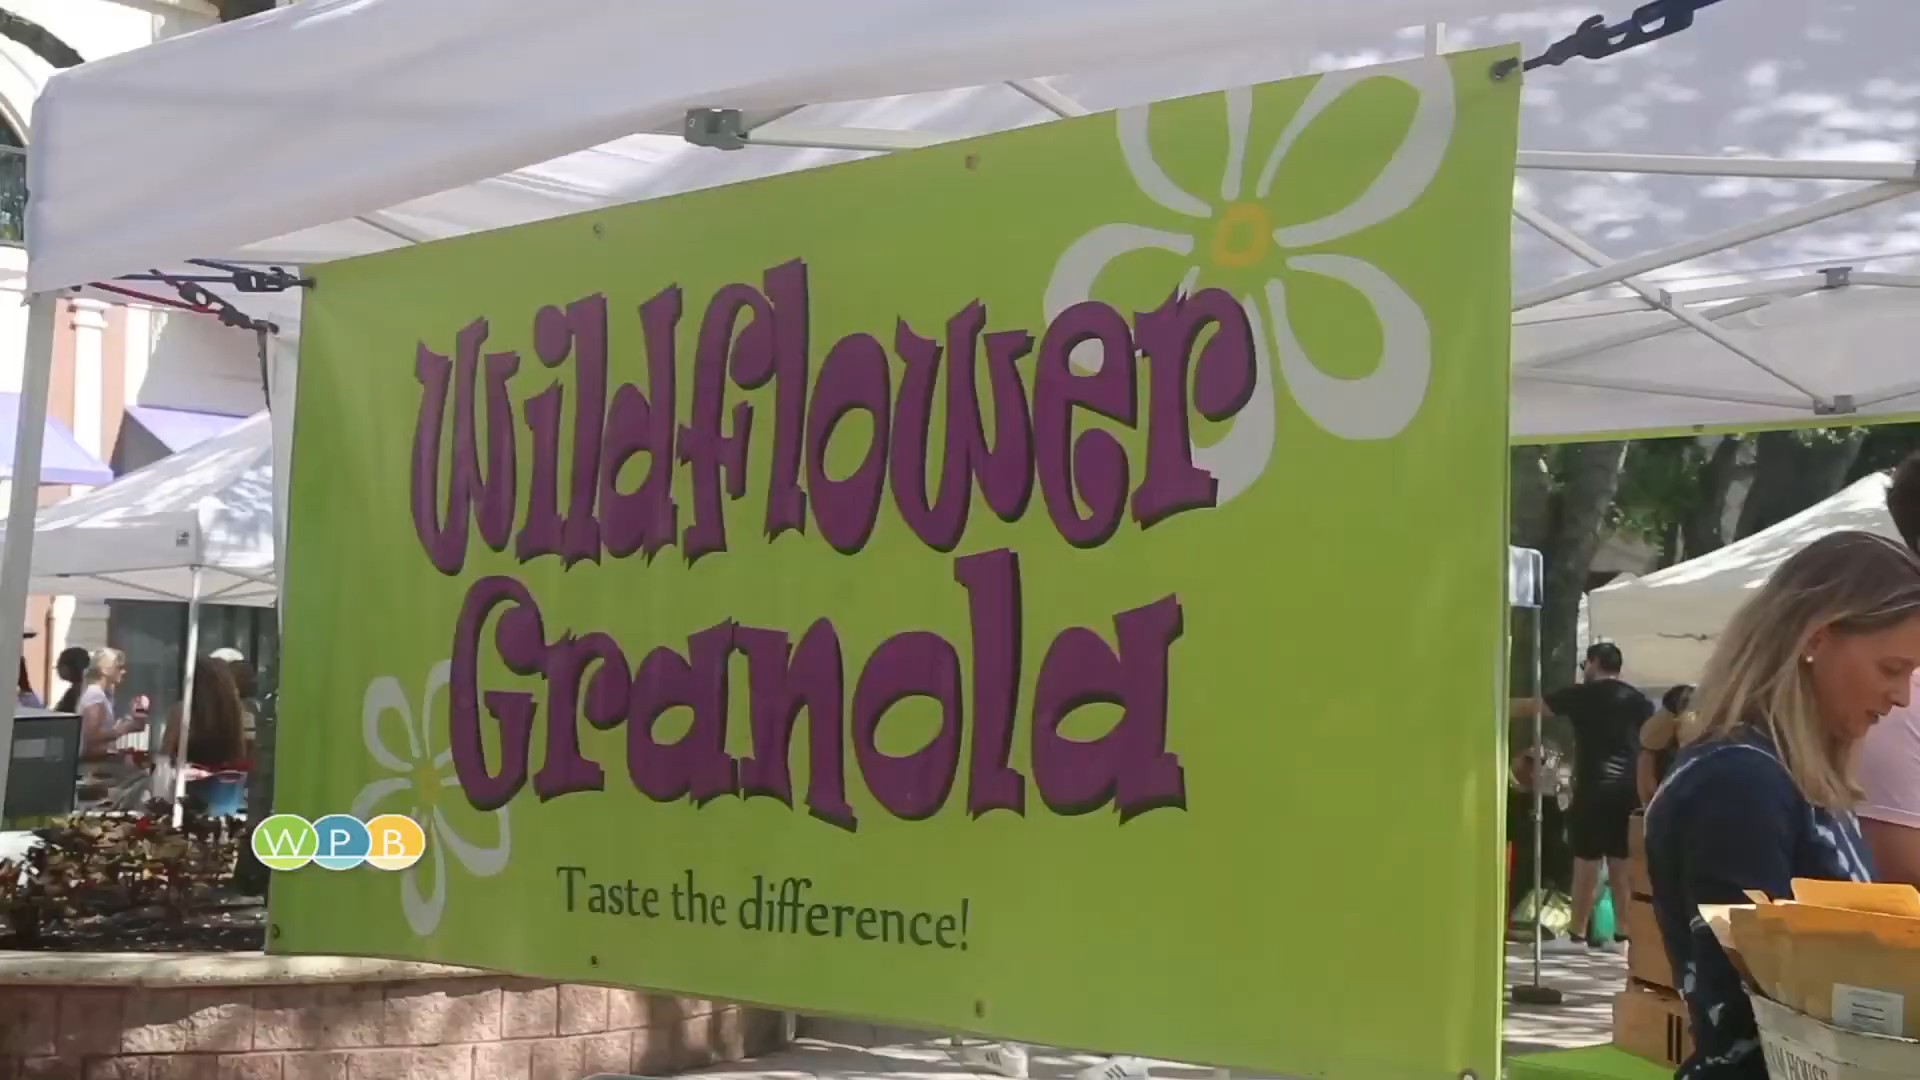 Wildflower
Granola
Taste the difference!
WPB